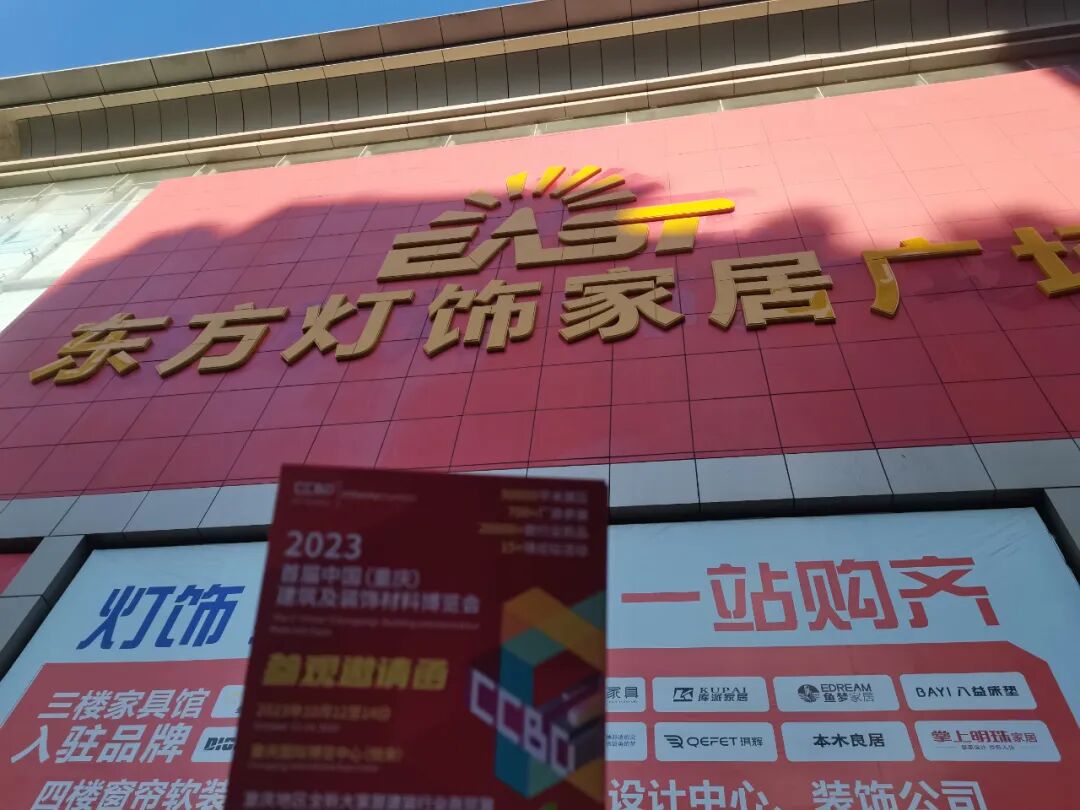 EAST
东方灯饰家居广场
CCBD
2023
首届中国（重庆）
建筑及装饰材料博览会
参观邀请函
CCBD
灯饰
一站购齐
三楼家具馆
入驻品牌
四楼窗帘软装
家具
KUPAI
库派家居
EDREAM
鱼梦家居
BAYI 八益床垫
QEFET 琪辉
本木良居
掌上明珠家居
设计中心、装饰公司